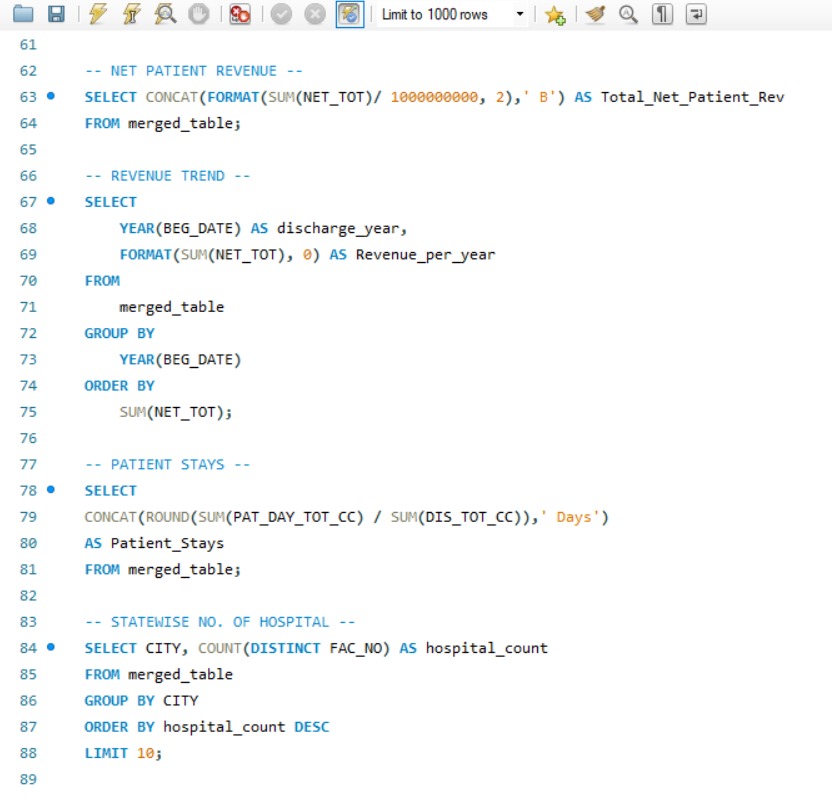 Limit to 1000 rows
61
62 -- NET PATIENT REVENUE --
63 SELECT CONCAT(FORMAT(SUM(NET_TOT)/ 1000000000, 2),' B') AS Total_Net_Patient_Rev
64 FROM merged_table;
65
66 -- REVENUE TREND --
67 SELECT
68     YEAR(BEG_DATE) AS discharge_year,
69     FORMAT(SUM(NET_TOT), 0) AS Revenue_per_year
70 FROM
71     merged_table
72 GROUP BY
73     YEAR(BEG_DATE)
74 ORDER BY
75     SUM(NET_TOT);
76
77 -- PATIENT STAYS --
78 SELECT
79 CONCAT(ROUND(SUM(PAT_DAY_TOT_CC) / SUM(DIS_TOT_CC)),' Days')
80 AS Patient_Stays
81 FROM merged_table;
82
83 -- STATEWISE NO. OF HOSPITAL --
84 SELECT CITY, COUNT(DISTINCT FAC_NO) AS hospital_count
85 FROM merged_table
86 GROUP BY CITY
87 ORDER BY hospital_count DESC
88 LIMIT 10;
89